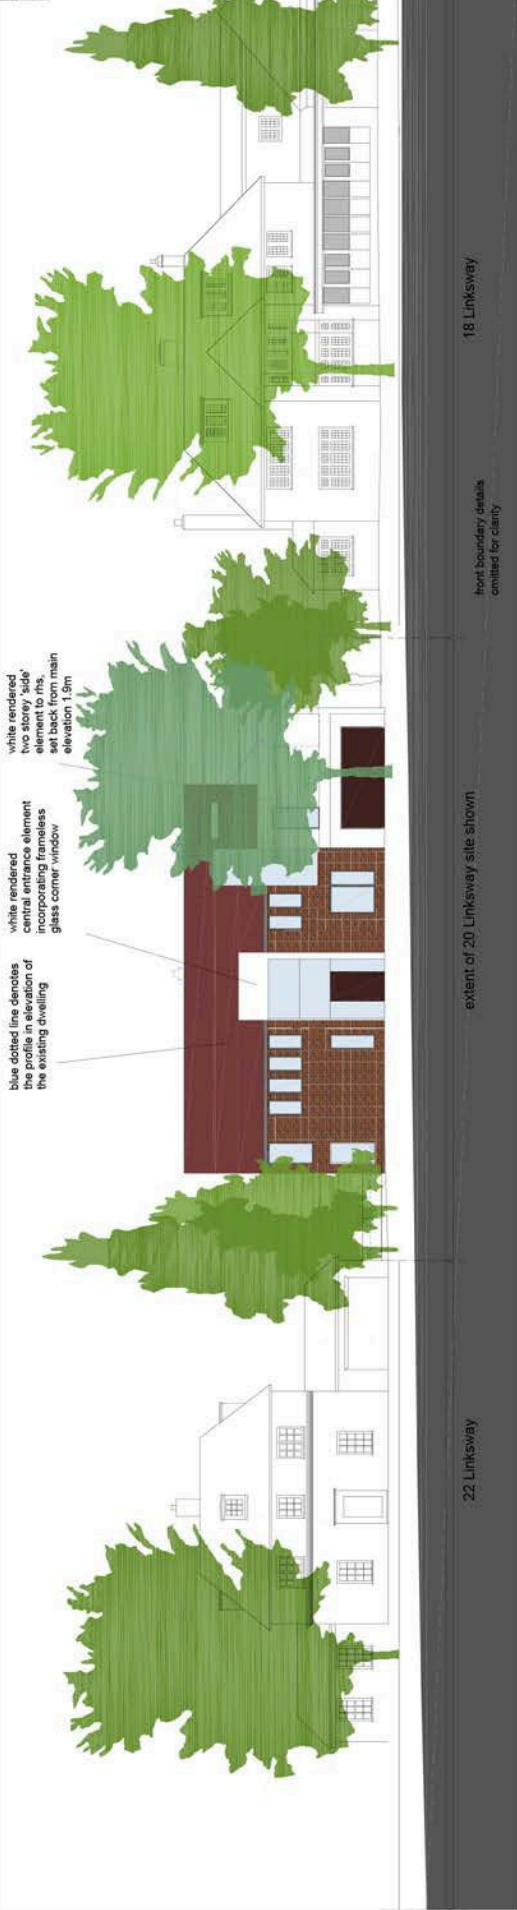 blue dotted line denotes
the profile in elevation of
the existing dwelling
white rendered
central entrance element
incorporating frameless
glass corner window
white rendered
two storey 'side'
element to rhs,
set back from main
elevation 1.9m
22 Linksway
extent of 20 Linksway site shown
front boundary details
omitted for clarity
18 Linksway